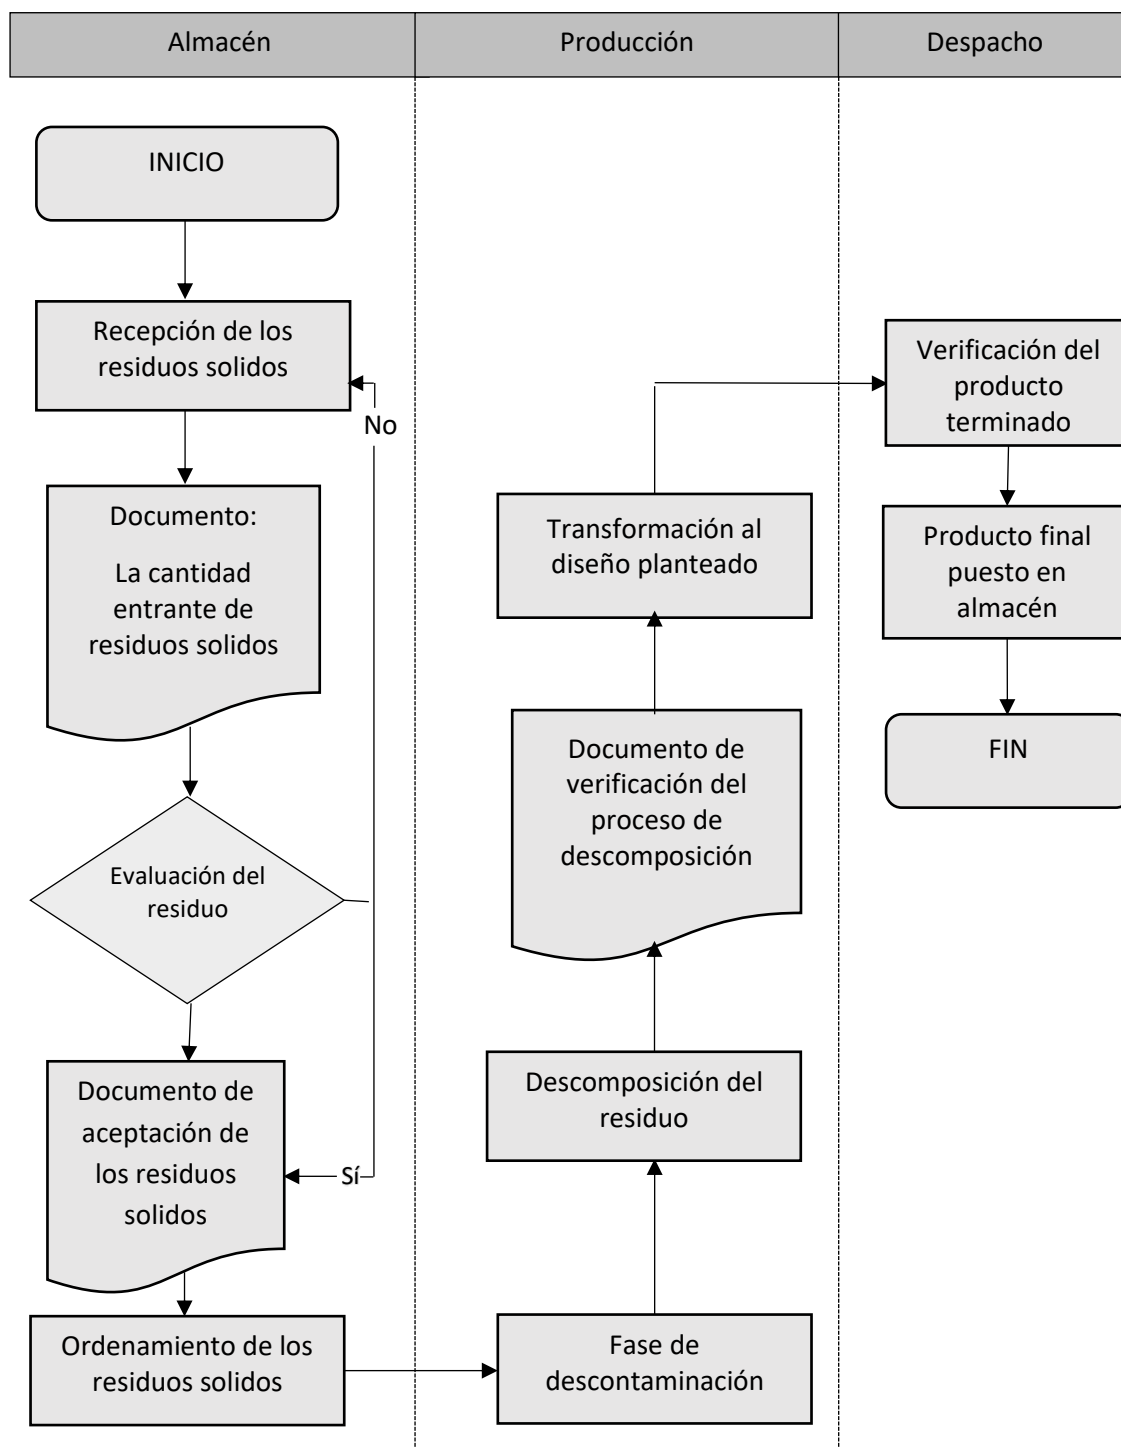 Almacén
Producción
Despacho
INICIO
Recepción de los
residuos solidos
No
Documento:
La cantidad
entrante de
residuos solidos
Evaluación del
residuo
Documento de
aceptación de
los residuos
solidos
Sí
Ordenamiento de los
residuos solidos
Fase de
descontaminación
Descomposición del
residuo
Documento de
verificación del
proceso de
descomposición
Transformación al
diseño planteado
Verificación del
producto
terminado
Producto final
puesto en
almacén
FIN